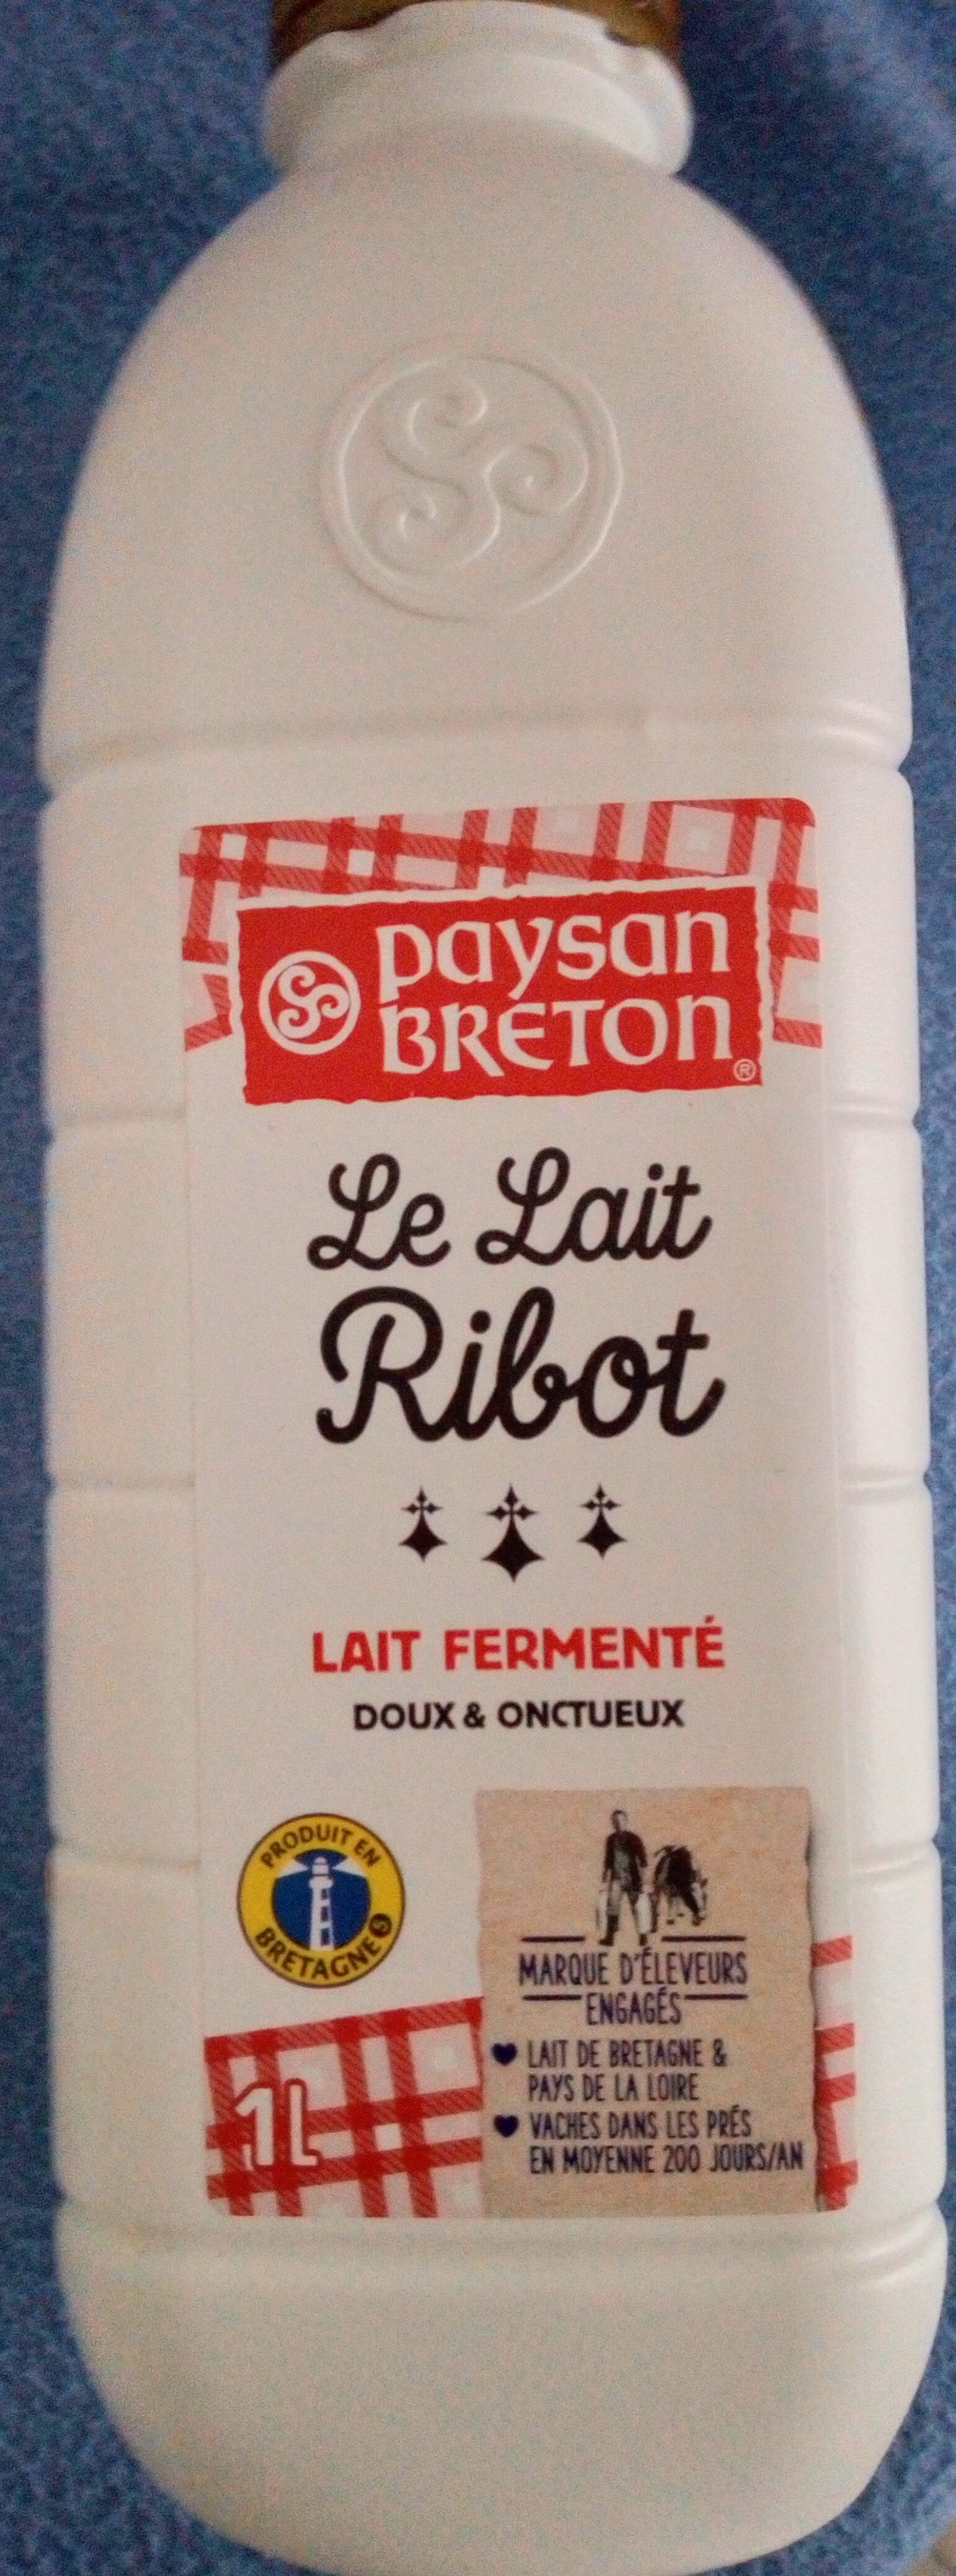 paysan
BRETON
®
Le Lait
Ribot
LAIT FERMENTÉ
DOUX & ONCTUEUX
PRODUIT EN
BRETAGNE
MARQUE D'ÉLEVEURS
ENGAGÉS
LAIT DE BRETAGNE &
PAYS DE LA LOIRE
VACHES DANS LES PRÉS
EN MOYENNE 200 JOURS/AN
1L